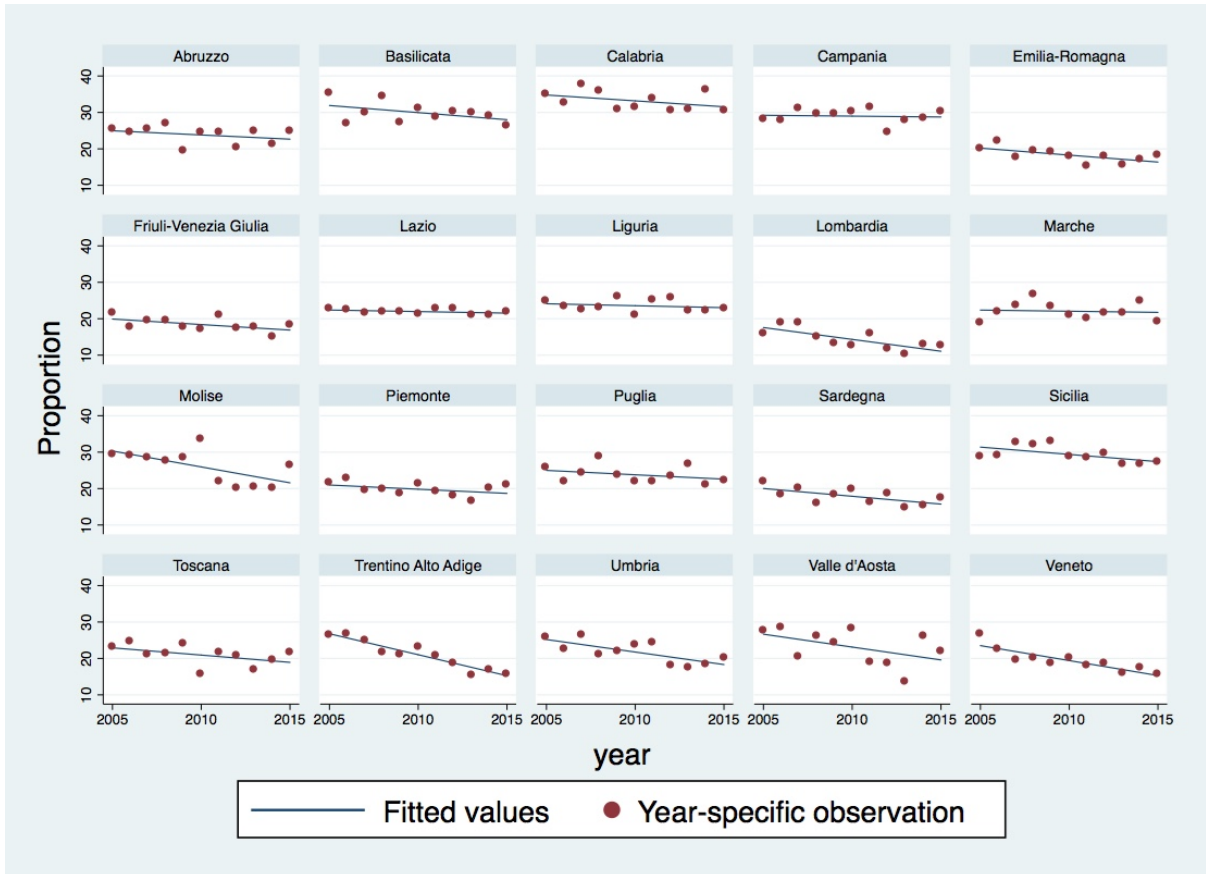 Abruzzo Basilicata Calabria Campania Emilia-Romagna
40
30
20
10
Friuli-Venezia Giulia Lazio Liguria Lombardia Marche
40
30
20
10
Molise Piemonte Puglia Sardegna Sicilia
40
30
20
10
Toscana Trentino Alto Adige Umbria Valle d'Aosta Veneto
40
30
20
10
Proportion
2005 2010 2015 2005 2010 2015 2005 2010 2015 2005 2010 2015 2005 2010 2015
year
Fitted values Year-specific observation